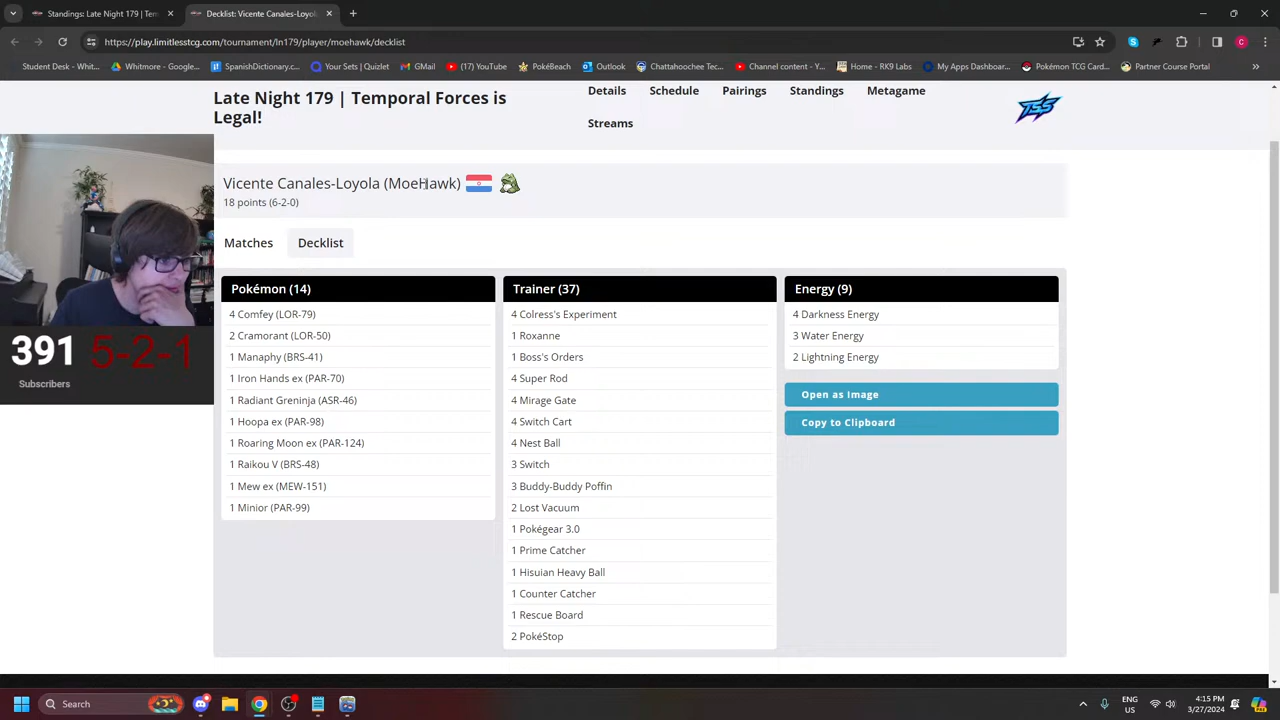 Standings: Late Night 179 | Tem
Decklist: Vicente Canales-Loyola
https://play.limitlesstcg.com/tournament/ln179/player/moehawk/decklist
Student Desk - Whit...
Whitmore - Google...
SpanishDictionary.c...
Your Sets | Quizlet
GMail
(17) YouTube
PokéBeach
Outlook
Chattahoochee Tec...
Channel content - Y...
Home - RK9 Labs
My Apps Dashboar...
Pokémon TCG Card...
Partner Course Portal
Late Night 179 | Temporal Forces is
Legal!
Details
Schedule
Pairings
Standings
Metagame
Streams
TSS
Vicente Canales-Loyola (MoeHawk)
18 points (6-2-0)
Matches
Decklist
Pokémon (14)
4 Comfey (LOR-79)
2 Cramorant (LOR-50)
1 Manaphy (BRS-41)
1 Iron Hands ex (PAR-70)
1 Radiant Greninja (ASR-46)
1 Hoopa ex (PAR-98)
1 Roaring Moon ex (PAR-124)
1 Raikou V (BRS-48)
1 Mew ex (MEW-151)
1 Minior (PAR-99)
Trainer (37)
4 Colress's Experiment
1 Roxanne
1 Boss's Orders
4 Super Rod
4 Mirage Gate
4 Switch Cart
4 Nest Ball
3 Switch
3 Buddy-Buddy Poffin
2 Lost Vacuum
1 Pokégear 3.0
1 Prime Catcher
1 Hisuian Heavy Ball
1 Counter Catcher
1 Rescue Board
2 PokéStop
Energy (9)
4 Darkness Energy
3 Water Energy
2 Lightning Energy
Open as Image
Copy to Clipboard
391 5-2-1
Subscribers
Search
ENG
US
4:15 PM
3/27/2024